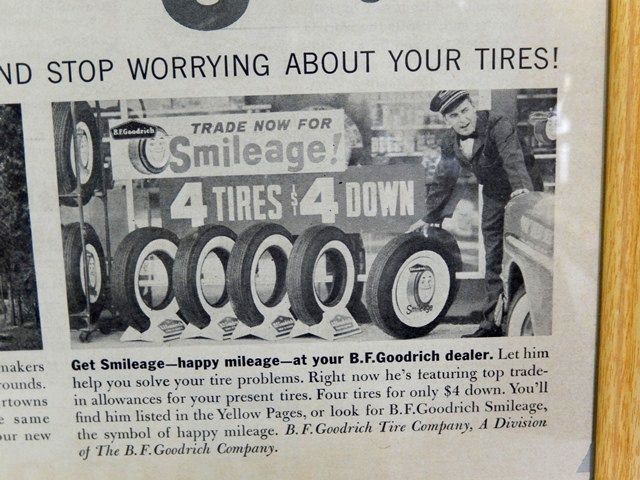 ND STOP WORRYING ABOUT YOUR TIRES!
B.F.Goodrich
TRADE NOW FOR
Smileage!
4 TIRES $4 DOWN
Smileage
makers
rounds.
rtowns
e same
our new
Get Smileage—happy mileage—at your B.F.Goodrich dealer. Let him
help you solve your tire problems. Right now he's featuring top trade-
in allowances for your present tires. Four tires for only $4 down. You'll
find him listed in the Yellow Pages, or look for B.F.Goodrich Smileage,
the symbol of happy mileage. B.F.Goodrich Tire Company, A Division
of The B.F.Goodrich Company.